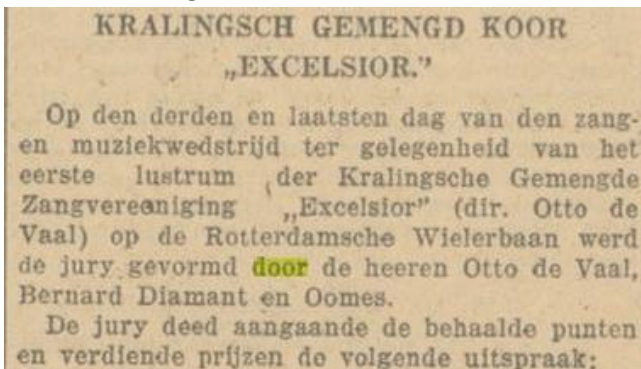 KRALINGSCH GEMENGD KOOR
„EXCELSIOR.”
Op den derden en laatsten dag van den zang-
en muziekwedstrijd ter gelegenheid van het
eerste lustrum der Kralingsche Gemengde
Zangvereeniging „Excelsior” (dir. Otto de
Vaal) op de Rotterdamsche Wielerbaan werd
de jury gevormd door de heeren Otto de Vaal,
Bernard Diamant en Oomes.
De jury deed aangaande de behaalde punten
en verdiende prijzen de volgende uitspraak: